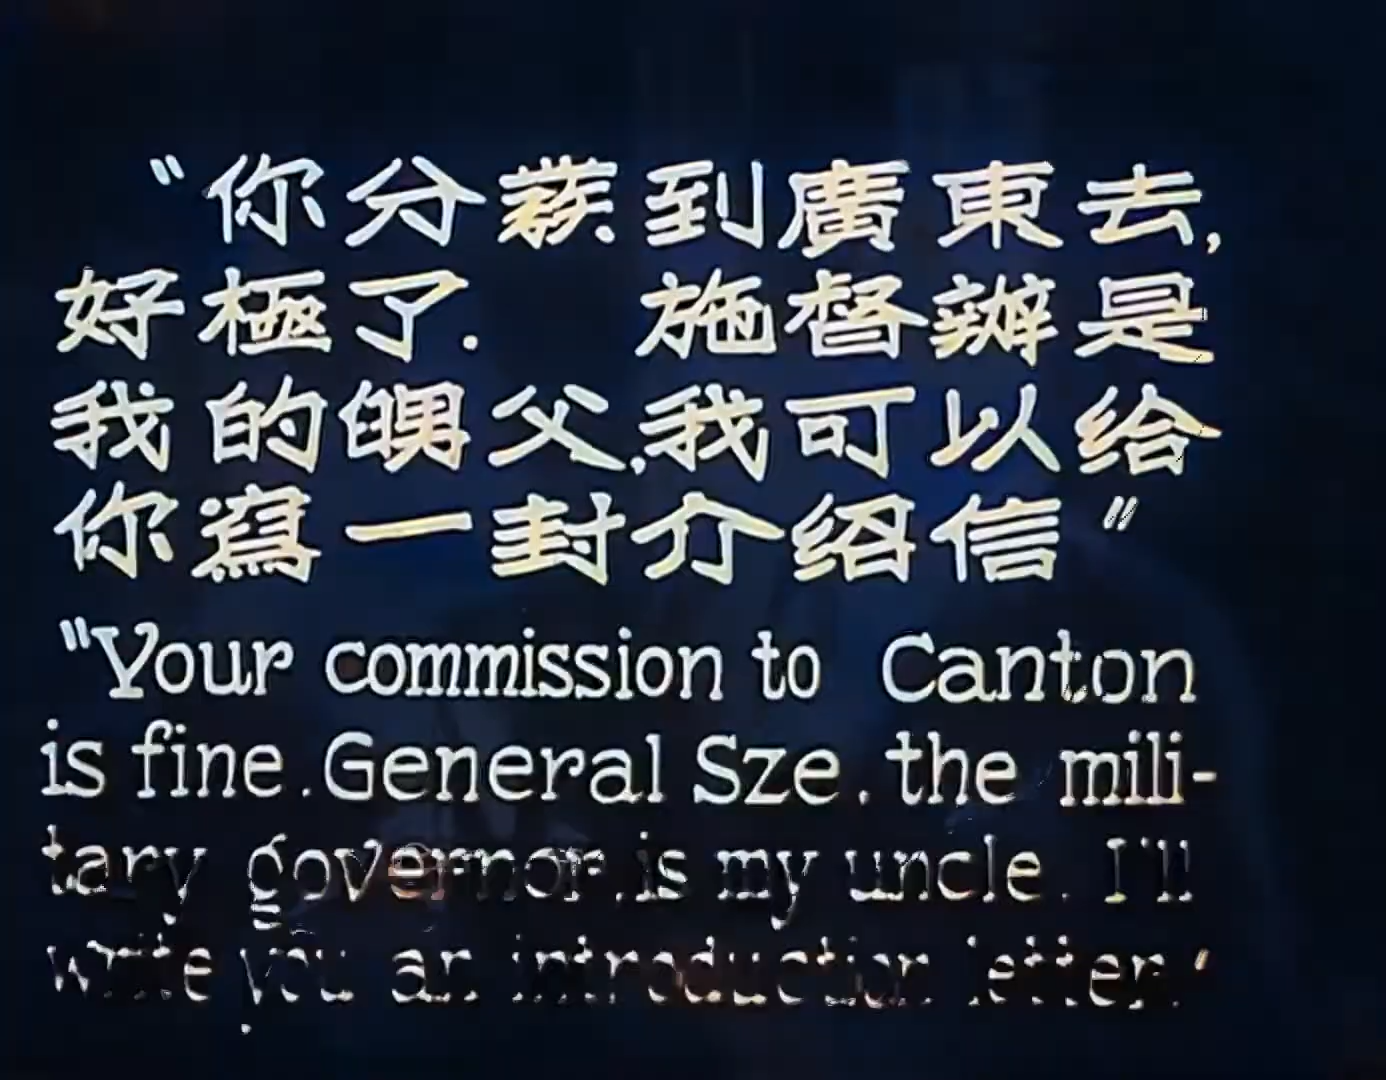 “你分發到廣東去,
好極了. 施督辦是
我的舅父,我可以给
你寫一封介绍信”
"Your commission to Canton
is fine. General Sze, the mili-
tary governor, is my uncle. I'll
write you an introduction letter."